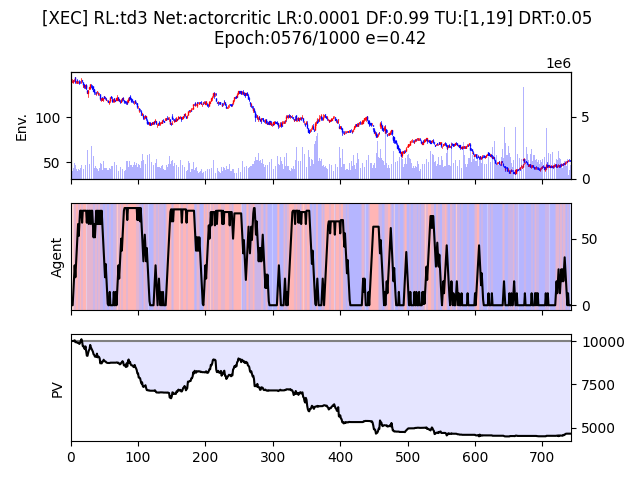 [XEC] RL:td3 Net:actorcritic LR:0.0001 DF:0.99 TU:[1,19] DRT:0.05
Epoch:0576/1000 e=0.42
1e6
Env.
100
50
5
0
Agent
50
0
PV
10000
7500
5000
0 100 200 300 400 500 600 700